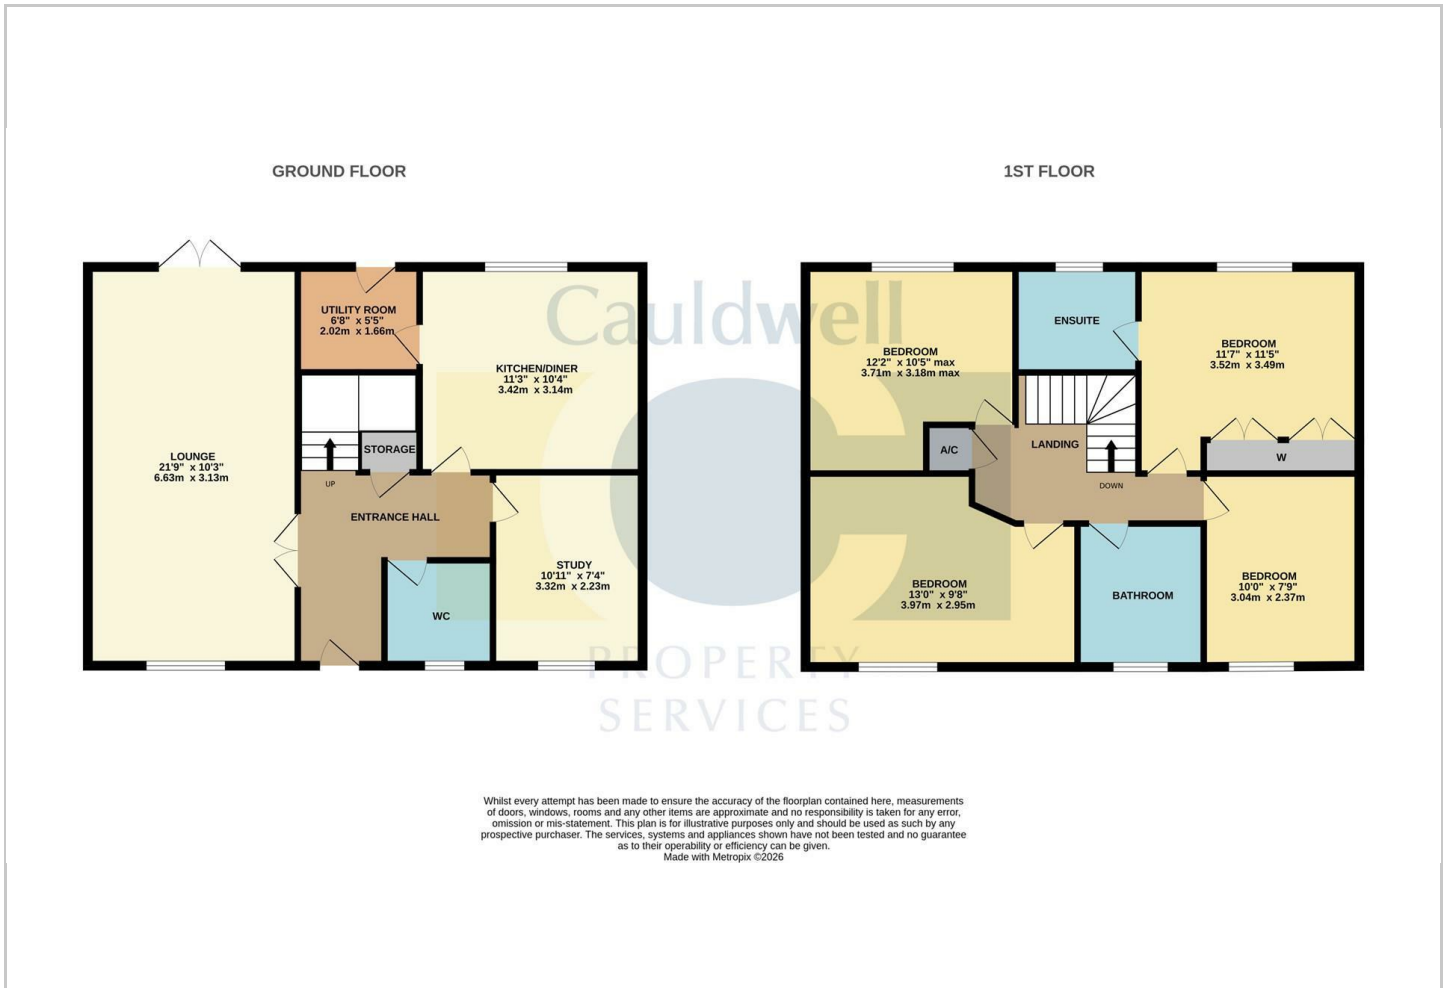 GROUND FLOOR
1ST FLOOR
UTILITY ROOM
6'8" x 5'5"
2.02m x 1.66m
KITCHEN/DINER
11'3" x 10'4"
3.42m x 3.14m
LOUNGE
21'9" x 10'3"
6.63m x 3.13m
STORAGE
UP
ENTRANCE HALL
STUDY
10'11" x 7'4"
3.32m x 2.23m
WC
BEDROOM
12'2" x 10'5" max
3.71m x 3.18m max
ENSUITE
BEDROOM
11'7" x 11'5"
3.52m x 3.49m
A/C
LANDING
W
DOWN
BEDROOM
13'0" x 9'8"
3.97m x 2.95m
BATHROOM
BEDROOM
10'0" x 7'9"
3.04m x 2.37m
Cauldwell
PROPERTY
SERVICES
Whilst every attempt has been made to ensure the accuracy of the floorplan contained here, measurements
of doors, windows, rooms and any other items are approximate and no responsibility is taken for any error,
omission or mis-statement. This plan is for illustrative purposes only and should be used as such by any
prospective purchaser. The services, systems and appliances shown have not been tested and no guarantee
as to their operability or efficiency can be given.
Made with Metropix ©2026